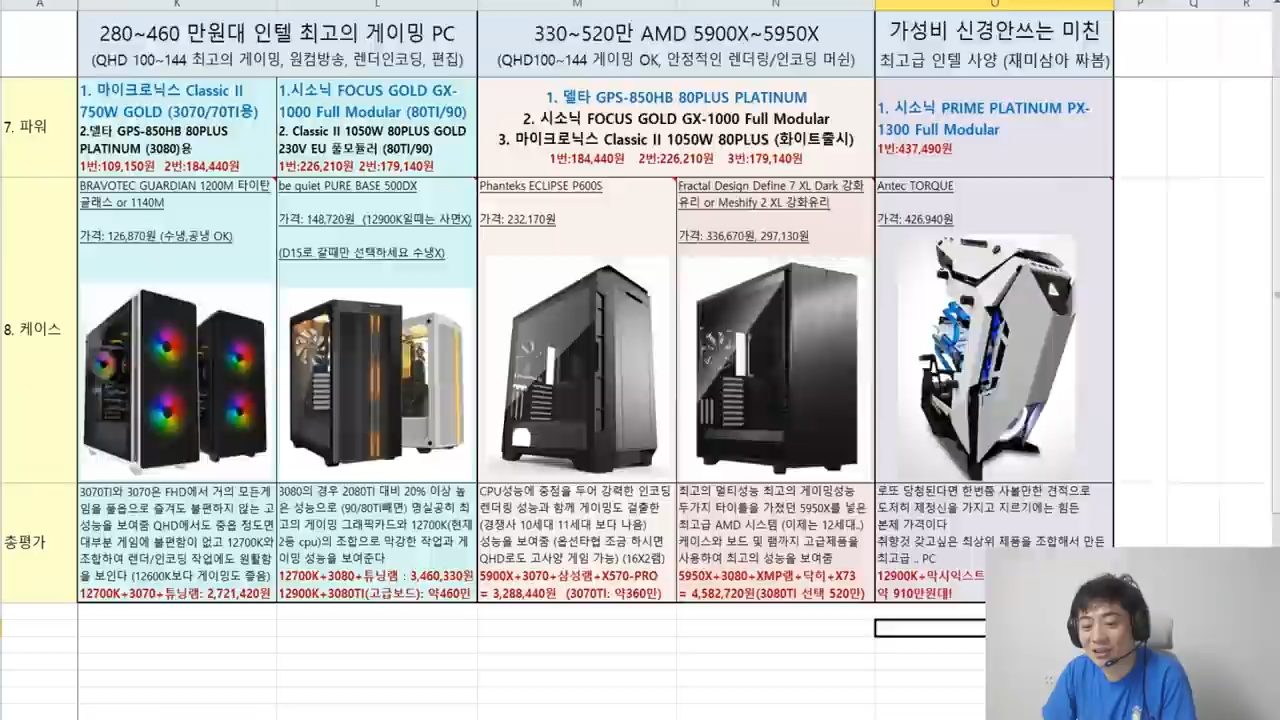 A K L M N O P Q R
280~460 만원대 인텔 최고의 게이밍 PC
(QHD 100~144 최고의 게이밍, 원컴방송, 렌더인코딩, 편집)
330~520만 AMD 5900X~5950X
(QHD100~144 게이밍 OK, 안정적인 렌더링/인코딩 머쉰)
가성비 신경안쓰는 미친
최고급 인텔 사양 (재미삼아 짜봄)
7. 파워
1. 마이크로닉스 Classic II
750W GOLD (3070/70TI용)
2.델타 GPS-850HB 80PLUS
PLATINUM (3080)용
1번:109,150원 2번:184,440원
1.시소닉 FOCUS GOLD GX-
1000 Full Modular (80TI/90)
2. Classic II 1050W 80PLUS GOLD
230V EU 풀모듈러 (80TI/90)
1번:226,210원 2번:179,140원
1. 델타 GPS-850HB 80PLUS PLATINUM
2. 시소닉 FOCUS GOLD GX-1000 Full Modular
3. 마이크로닉스 Classic II 1050W 80PLUS (화이트출시)
1번:184,440원 2번:226,210원 3번:179,140원
1. 시소닉 PRIME PLATINUM PX-
1300 Full Modular
1번:437,490원
8. 케이스
BRAVOTEC GUARDIAN 1200M 타이탄
글래스 or 1140M
가격: 126,870원 (수냉,공냉 OK)
be quiet PURE BASE 500DX
가격: 148,720원 (12900K일때는 사면X)
(D15로 갈때만 선택하세요 수냉X)
Phanteks ECLIPSE P600S
가격: 232,170원
Fractal Design Define 7 XL Dark 강화
유리 or Meshify 2 XL 강화유리
가격: 336,670원, 297,130원
Antec TORQUE
가격: 426,940원
총평가
3070TI와 3070은 FHD에서 거의 모든게
임을 풀옵으로 즐겨도 불편하지 않는 고
성능을 보여줌 QHD에서도 중옵 정도면
대부분 게임에 불편함이 없고 12700K와
조합하여 렌더/인코딩 작업에도 원활함
을 보인다 (12600K보다 게이밍도 좋음)
12700K+3070+튜닝램: 2,721,420원
3080의 경우 2080TI 대비 20% 이상 높
은 성능으로 (90/80TI빼면) 명실공히 최
고의 게이밍 그래픽카드와 12700K(현재
2등 cpu)의 조합으로 막강한 작업과 게
이밍 성능을 보여준다
12700K+3080+튜닝램 : 3,460,330원
12900K+3080TI(고급보드): 약460만
CPU성능에 중점을 두어 강력한 인코딩
렌더링 성능과 함께 게이밍도 걸출한
(경쟁사 10세대 11세대 보다 나음)
성능을 보여줌 (옵션타협 조금 하시면
QHD로도 고사양 게임 가능) (16X2램)
5900X+3070+삼성램+X570-PRO
= 3,288,440원 (3070TI: 약360만)
최고의 멀티성능 최고의 게이밍성능
두가지 타이틀을 가졌던 5950X를 넣은
최고급 AMD 시스템 (이제는 12세대..)
케이스와 보드 및 램까지 고급제품을
사용하여 최고의 성능을 보여줌
5950X+3080+XMP램+닥히+X73
= 4,582,720원(3080TI 선택 520만)
로또 당첨된다면 한번쯤 사볼만한 견적으로
도저히 제정신을 가지고 지르기에는 힘든
본체 가격이다
취향것 갖고싶은 최상위 제품을 조합해서 만든
최고급 .. PC
12900K+막시익스트
약 910만원대!